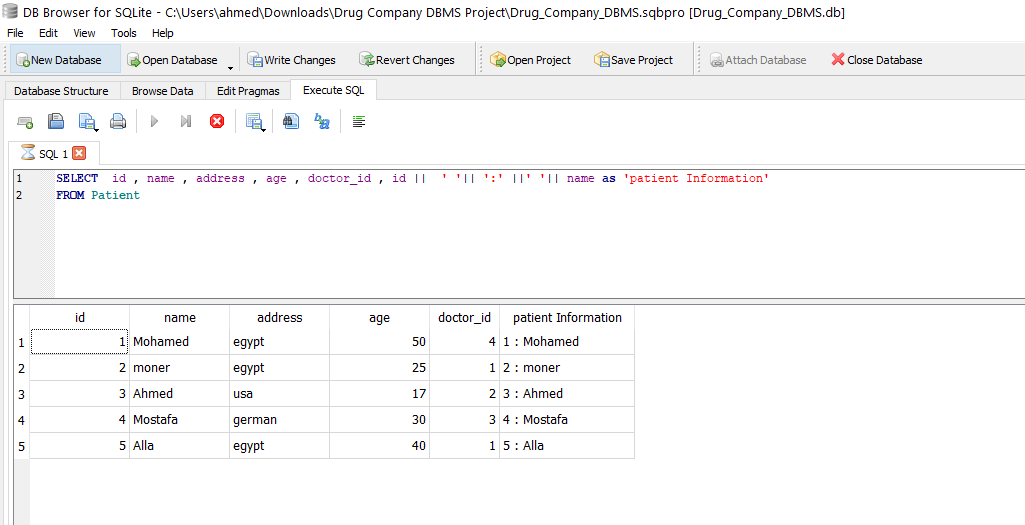 DB Browser for SQLite - C:\Users\ahmed\Downloads\Drug Company DBMS Project\Drug_Company_DBMS.sqbpro [Drug_Company_DBMS.db]
File Edit View Tools Help
New Database Open Database Write Changes Revert Changes Open Project Save Project Attach Database Close Database
Database Structure Browse Data Edit Pragmas Execute SQL
SQL 1
1 SELECT id , name , address , age , doctor_id , id || ' '|| ':' ||' '|| name as 'patient Information'
2 FROM Patient
id name address age doctor_id patient Information
1 1 Mohamed egypt 50 4 1 : Mohamed
2 2 moner egypt 25 1 2 : moner
3 3 Ahmed usa 17 2 3 : Ahmed
4 4 Mostafa german 30 3 4 : Mostafa
5 5 Alla egypt 40 1 5 : Alla